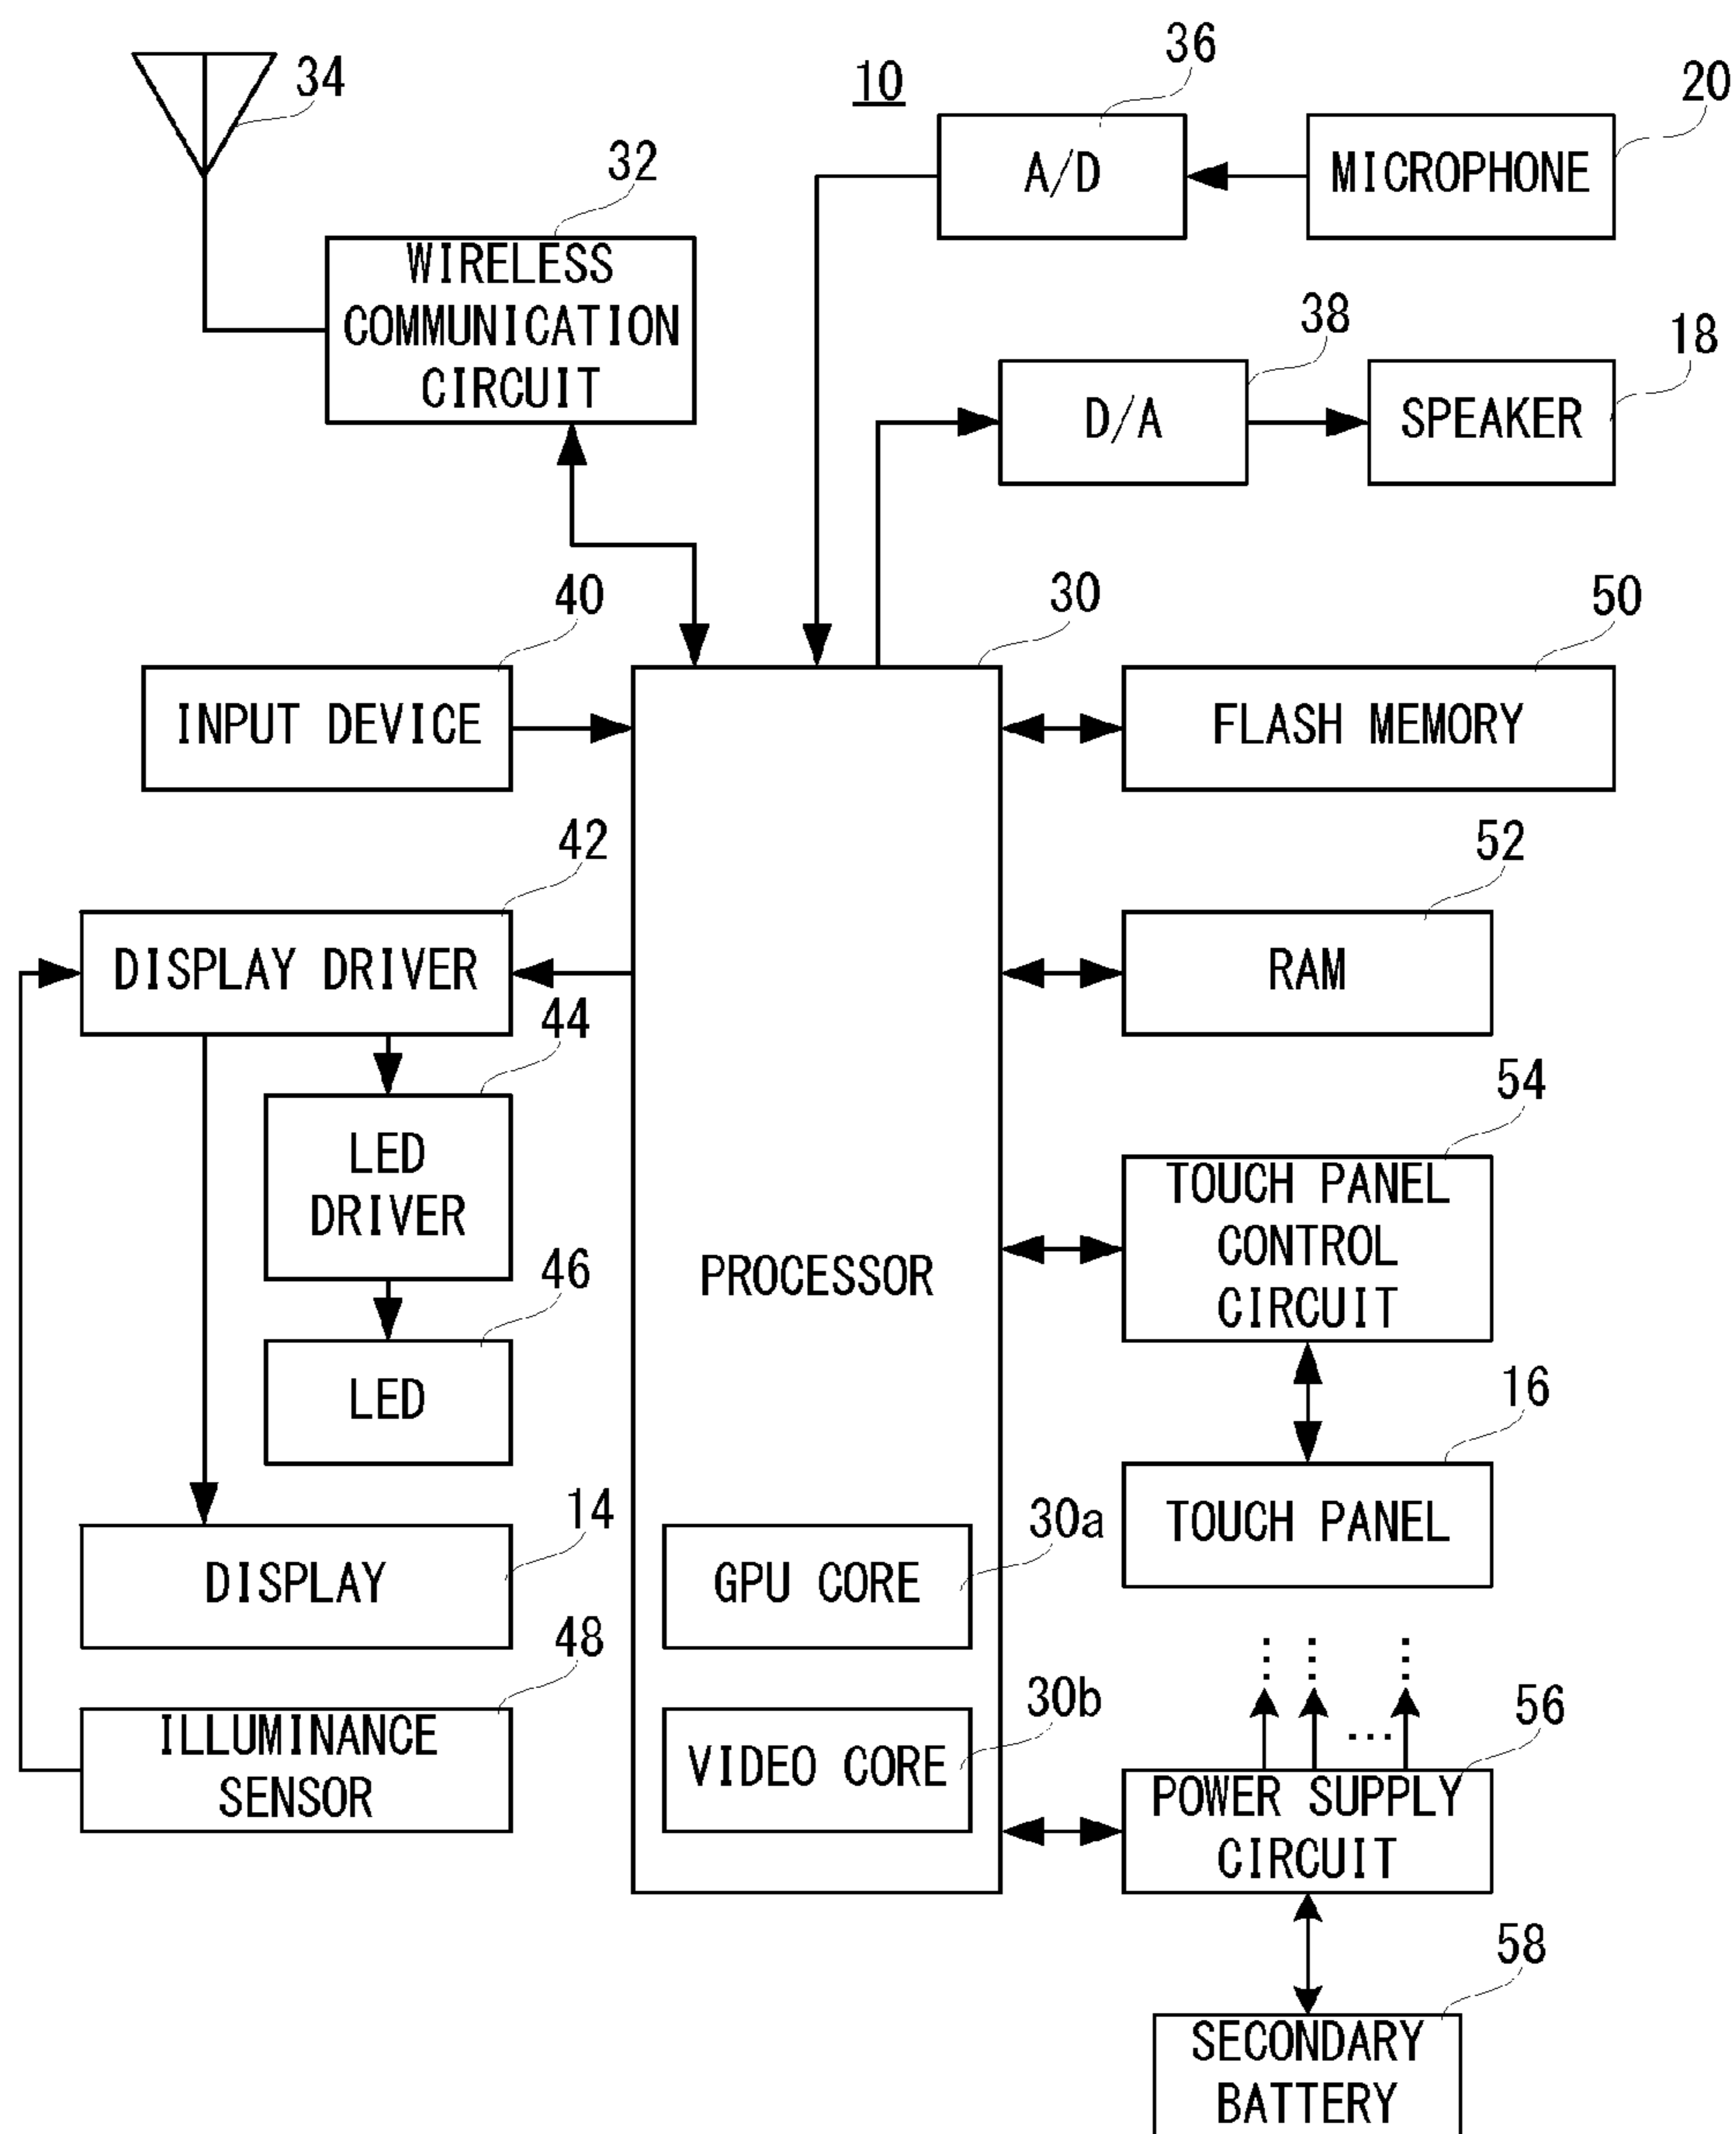 34
10
36
20
A/D
MICROPHONE
32
WIRELESS
COMMUNICATION
CIRCUIT
38
18
D/A
SPEAKER
40
30
50
INPUT DEVICE
FLASH MEMORY
42
52
DISPLAY DRIVER
RAM
44
54
LED
DRIVER
TOUCH PANEL
CONTROL
CIRCUIT
PROCESSOR
46
LED
16
14
30a
TOUCH PANEL
DISPLAY
GPU CORE
48
30b
56
...
ILLUMINANCE
SENSOR
VIDEO CORE
POWER SUPPLY
CIRCUIT
58
SECONDARY
BATTERY